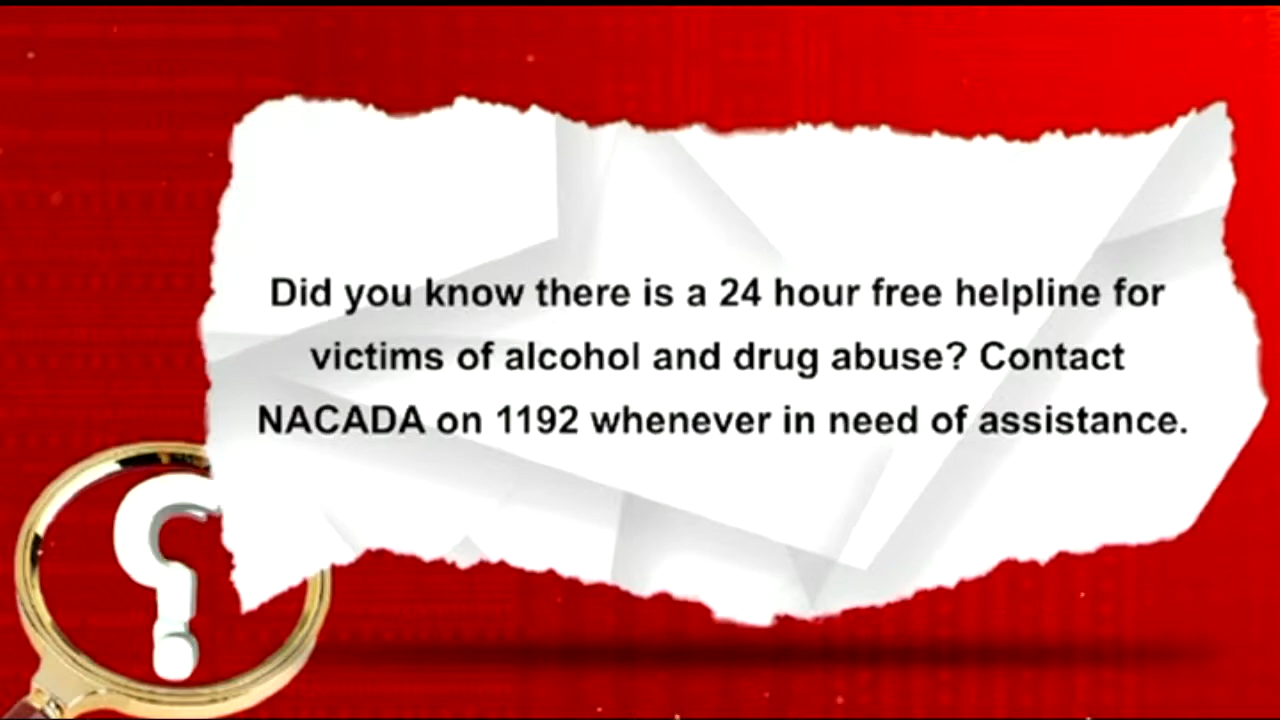 Did you know there is a 24 hour free helpline for
victims of alcohol and drug abuse? Contact
NACADA on 1192 whenever in need of assistance.
?